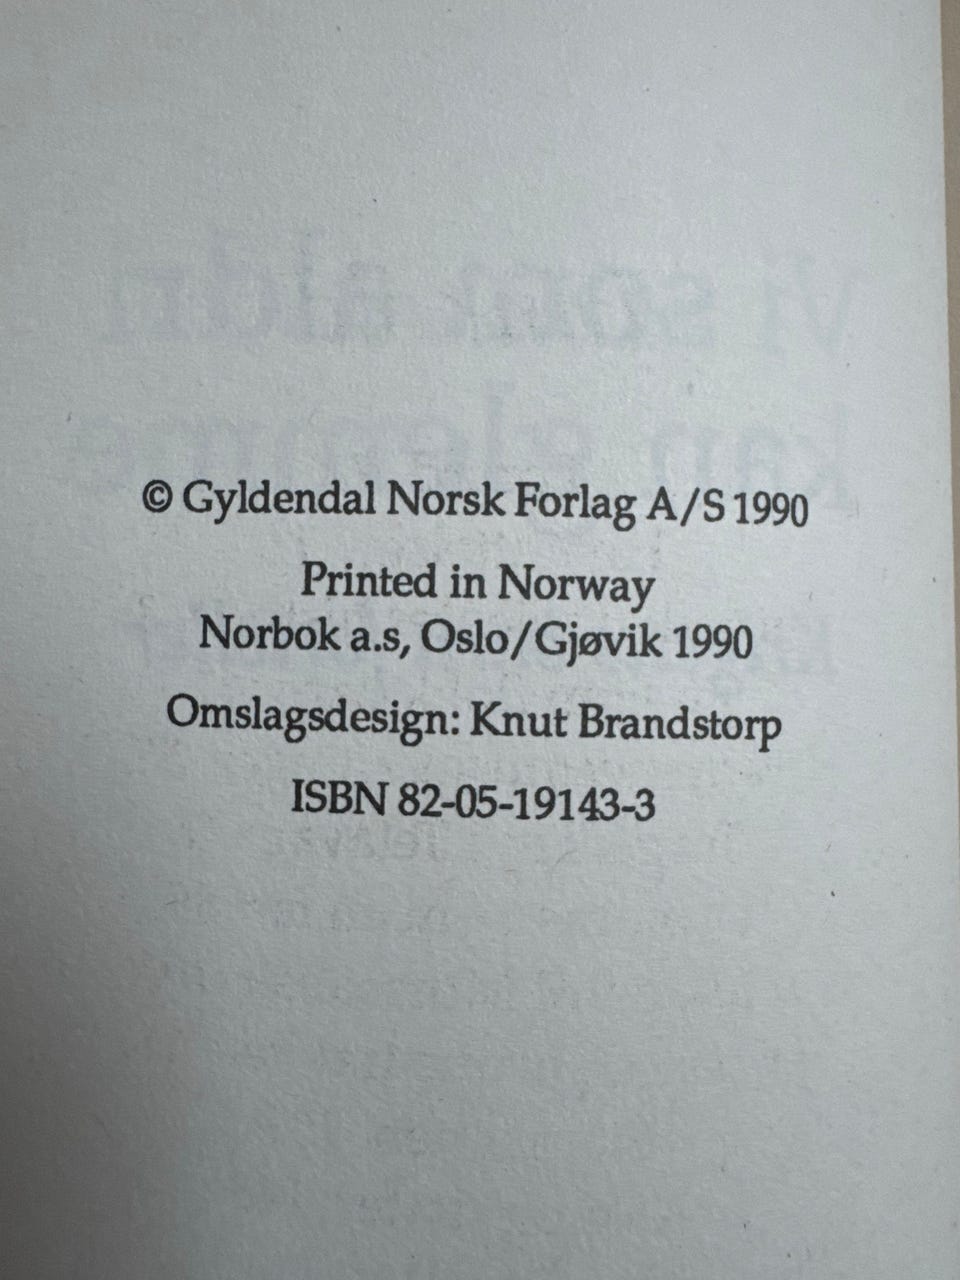 © Gyldendal Norsk Forlag A/S 1990
Printed in Norway
Norbok a.s, Oslo/Gjøvik 1990
Omslagsdesign: Knut Brandstorp
ISBN 82-05-19143-3